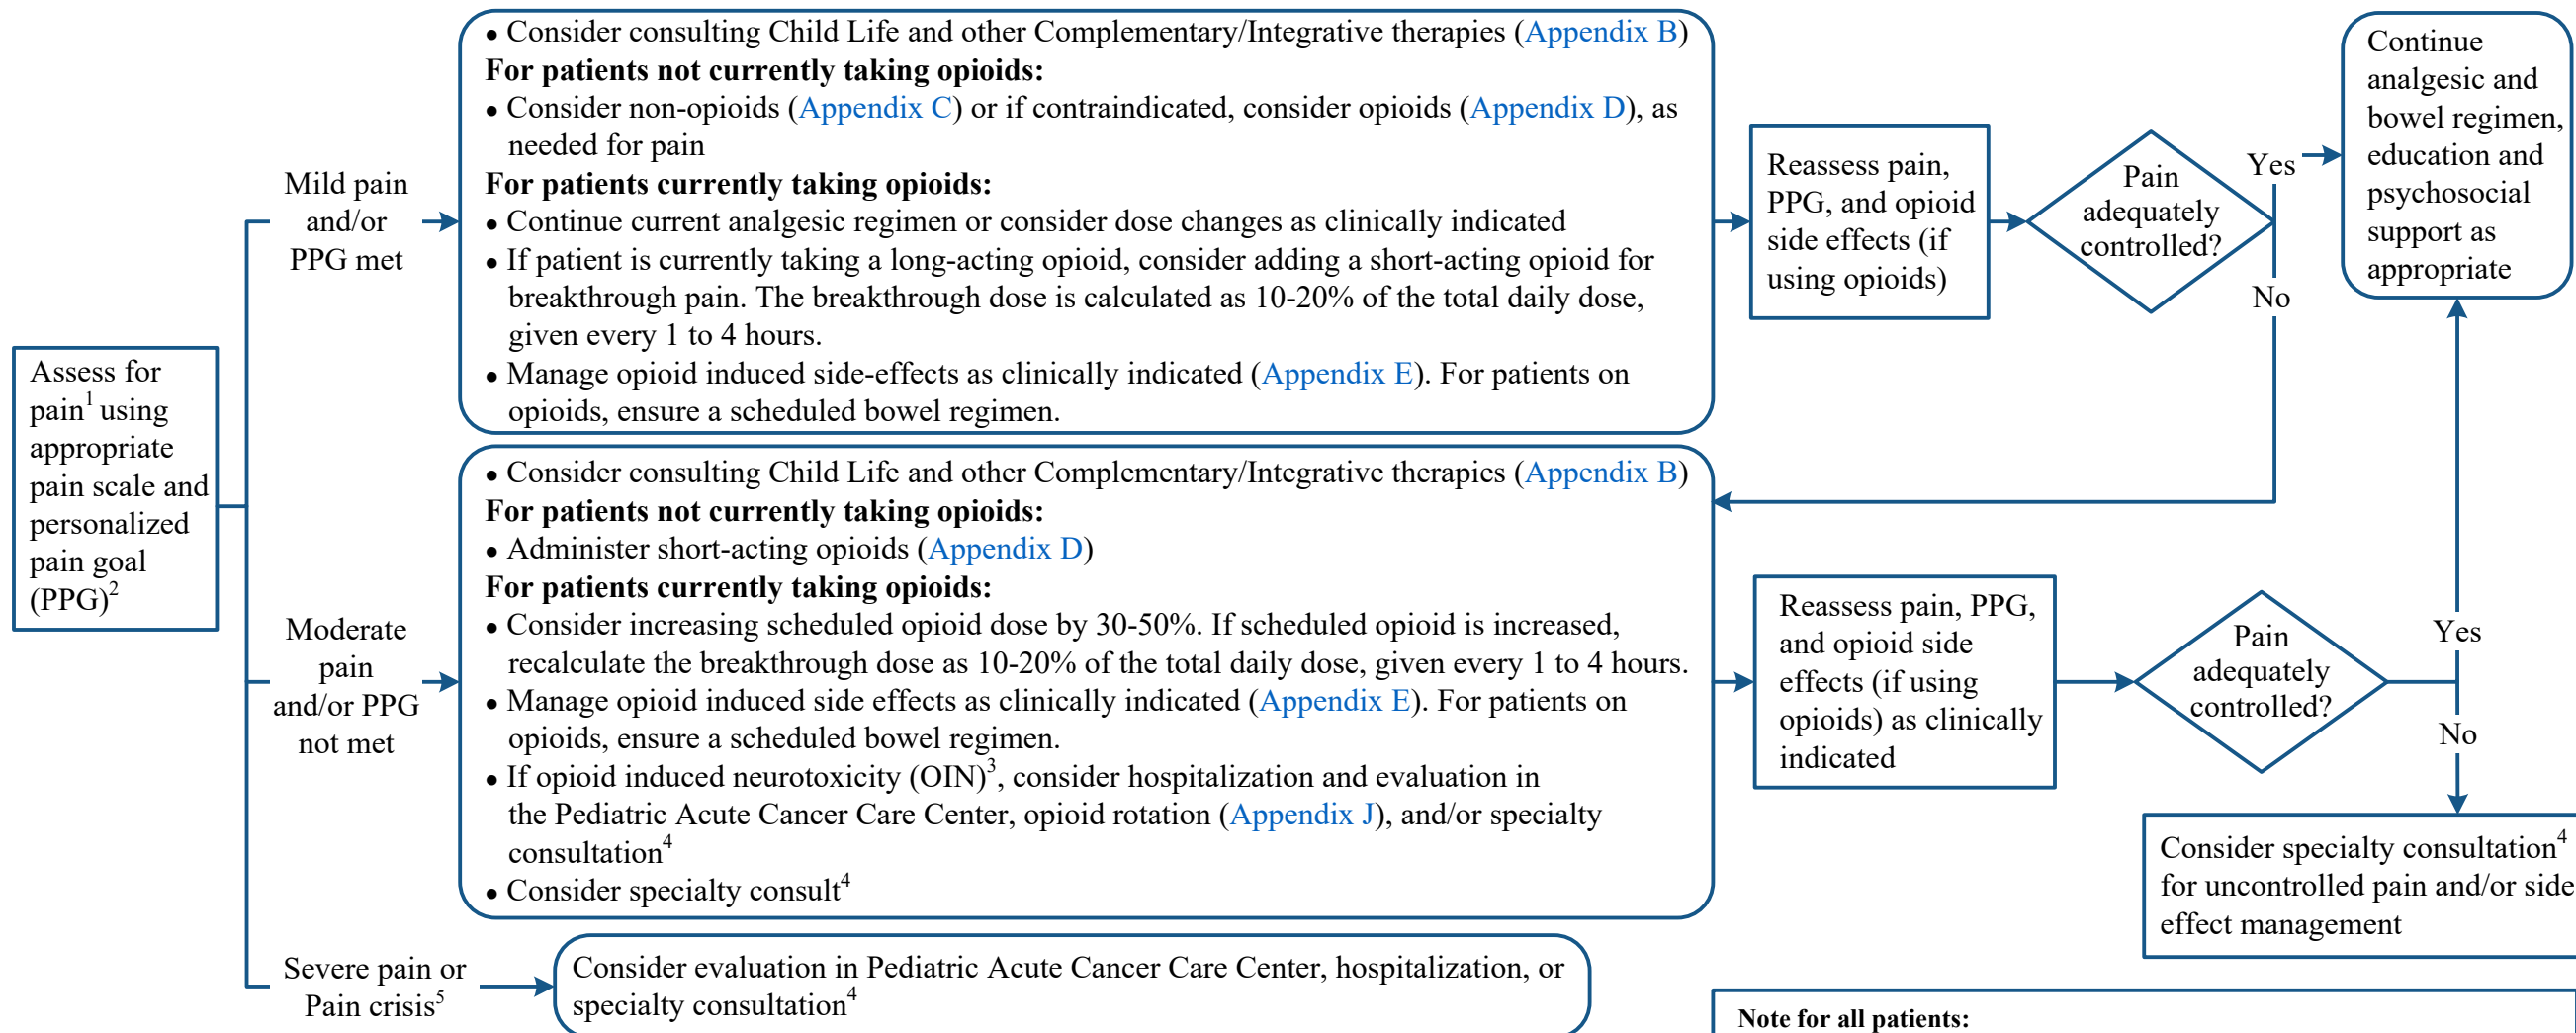 Assess for
pain1 using
appropriate
pain scale and
personalized
pain goal
(PPG)2
Mild pain
and/or
PPG met
• Consider consulting Child Life and other Complementary/Integrative therapies (Appendix B)
For patients not currently taking opioids:
• Consider non-opioids (Appendix C) or if contraindicated, consider opioids (Appendix D), as
needed for pain
For patients currently taking opioids:
• Continue current analgesic regimen or consider dose changes as clinically indicated
• If patient is currently taking a long-acting opioid, consider adding a short-acting opioid for
breakthrough pain. The breakthrough dose is calculated as 10-20% of the total daily dose,
given every 1 to 4 hours.
• Manage opioid induced side-effects as clinically indicated (Appendix E). For patients on
opioids, ensure a scheduled bowel regimen.
Reassess pain,
PPG, and opioid
side effects (if
using opioids)
Pain
adequately
controlled?
Yes
No
Continue
analgesic and
bowel regimen,
education and
psychosocial
support as
appropriate
Moderate
pain
and/or PPG
not met
• Consider consulting Child Life and other Complementary/Integrative therapies (Appendix B)
For patients not currently taking opioids:
• Administer short-acting opioids (Appendix D)
For patients currently taking opioids:
• Consider increasing scheduled opioid dose by 30-50%. If scheduled opioid is increased,
recalculate the breakthrough dose as 10-20% of the total daily dose, given every 1 to 4 hours.
• Manage opioid induced side effects as clinically indicated (Appendix E). For patients on
opioids, ensure a scheduled bowel regimen.
• If opioid induced neurotoxicity (OIN)3, consider hospitalization and evaluation in
the Pediatric Acute Cancer Care Center, opioid rotation (Appendix J), and/or specialty
consultation4
• Consider specialty consult4
Reassess pain, PPG,
and opioid side
effects (if using
opioids) as clinically
indicated
Pain
adequately
controlled?
Yes
No
Consider specialty consultation4
for uncontrolled pain and/or side
effect management
Severe pain or
Pain crisis5
Consider evaluation in Pediatric Acute Cancer Care Center, hospitalization, or
specialty consultation4
Note for all patients: